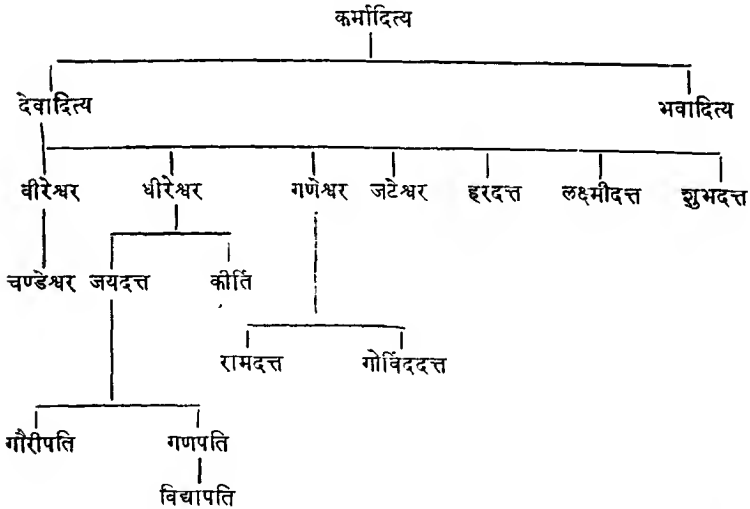 कर्मादित्य
देवादित्य भवादित्य
वीरेश्वर धीरेश्वर गणेश्वर जटेश्वर हरदत्त लक्ष्मीदत्त शुभदत्त
चण्डेश्वर जयदत्त कीर्ति
रामदत्त गोविंददत्त
गौरीपति गणपति
विद्यापति